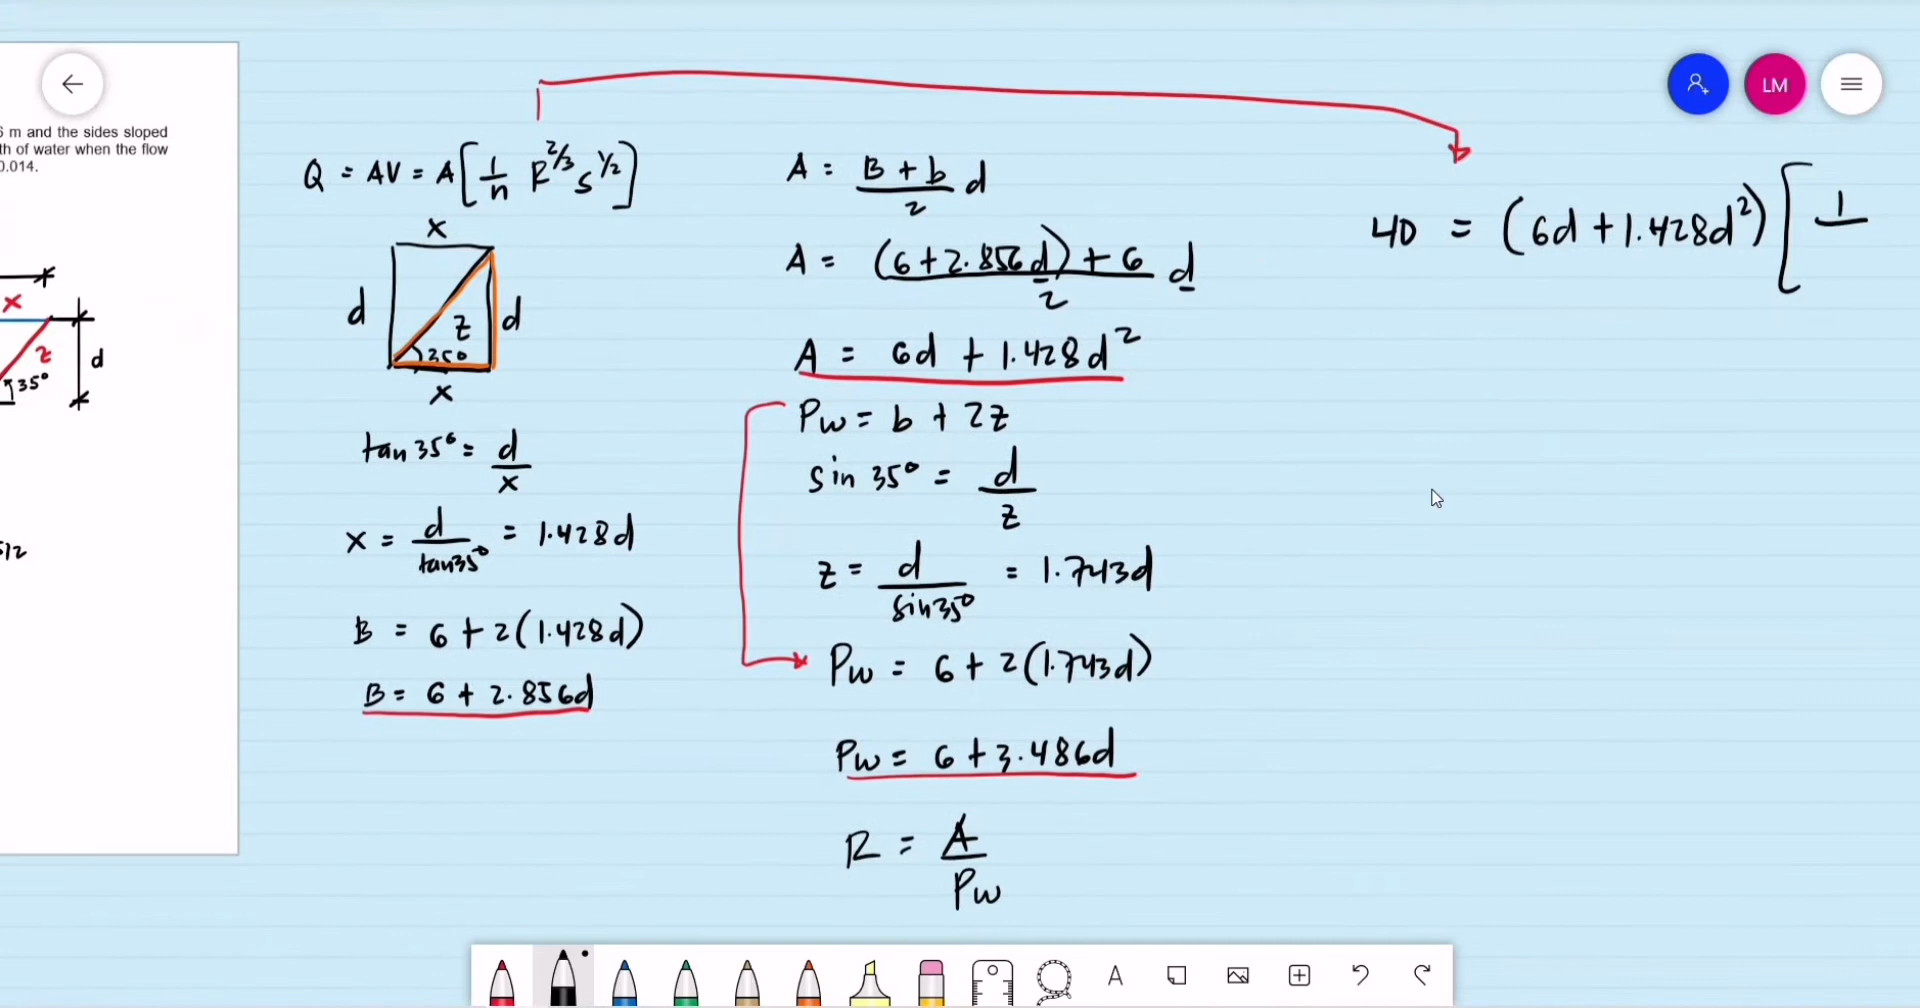 6 m and the sides sloped
th of water when the flow
0.014.
x
z
35°
d
512
Q = AV = A[1/n R^2/3 S^1/2]
x
d
z
d
35°
x
tan 35° = d/x
x = d/tan35° = 1.428d
B = 6 + 2(1.428d)
B = 6 + 2.856d
A = (B + b)/2 d
A = ((6+2.856d) + 6)/2 d
A = 6d + 1.428d²
Pw = b + 2z
sin 35° = d/z
z = d/sin35° = 1.743d
Pw = 6 + 2(1.743d)
Pw = 6 + 3.486d
R = A/Pw
40 = (6d + 1.428d²)[1
LM
A